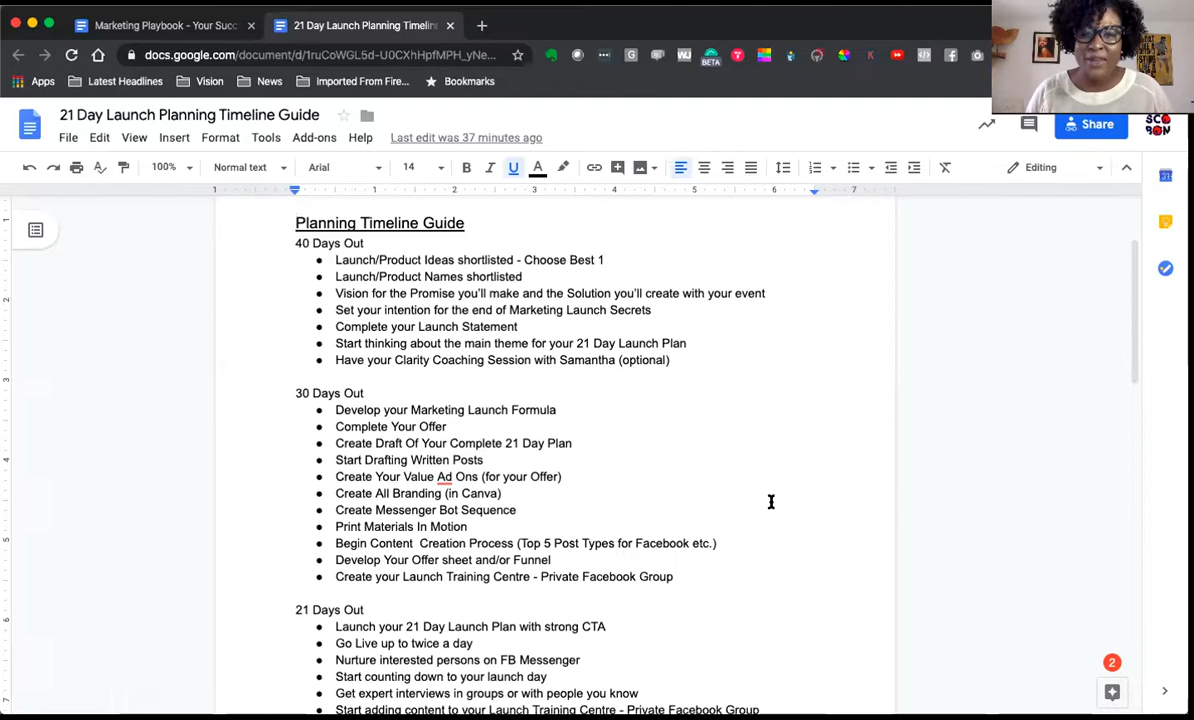 Marketing Playbook - Your Succ
21 Day Launch Planning Timeline
docs.google.com/document/d/1ruCoWGL5d-U0CXhHpfMPH_yNe...
BETA
Apps
Latest Headlines
Vision
News
Imported From Fire...
Bookmarks
21 Day Launch Planning Timeline Guide
File Edit View Insert Format Tools Add-ons Help Last edit was 37 minutes ago
Share
100% Normal text Arial 14 B I U A Editing
1 1 2 3 4 5 6 7
Planning Timeline Guide
40 Days Out
● Launch/Product Ideas shortlisted - Choose Best 1
● Launch/Product Names shortlisted
● Vision for the Promise you'll make and the Solution you'll create with your event
● Set your intention for the end of Marketing Launch Secrets
● Complete your Launch Statement
● Start thinking about the main theme for your 21 Day Launch Plan
● Have your Clarity Coaching Session with Samantha (optional)
30 Days Out
● Develop your Marketing Launch Formula
● Complete Your Offer
● Create Draft Of Your Complete 21 Day Plan
● Start Drafting Written Posts
● Create Your Value Ad Ons (for your Offer)
● Create All Branding (in Canva)
● Create Messenger Bot Sequence
● Print Materials In Motion
● Begin Content  Creation Process (Top 5 Post Types for Facebook etc.)
● Develop Your Offer sheet and/or Funnel
● Create your Launch Training Centre - Private Facebook Group
21 Days Out
● Launch your 21 Day Launch Plan with strong CTA
● Go Live up to twice a day
● Nurture interested persons on FB Messenger
● Start counting down to your launch day
● Get expert interviews in groups or with people you know
● Start adding content to your Launch Training Centre - Private Facebook Group
2